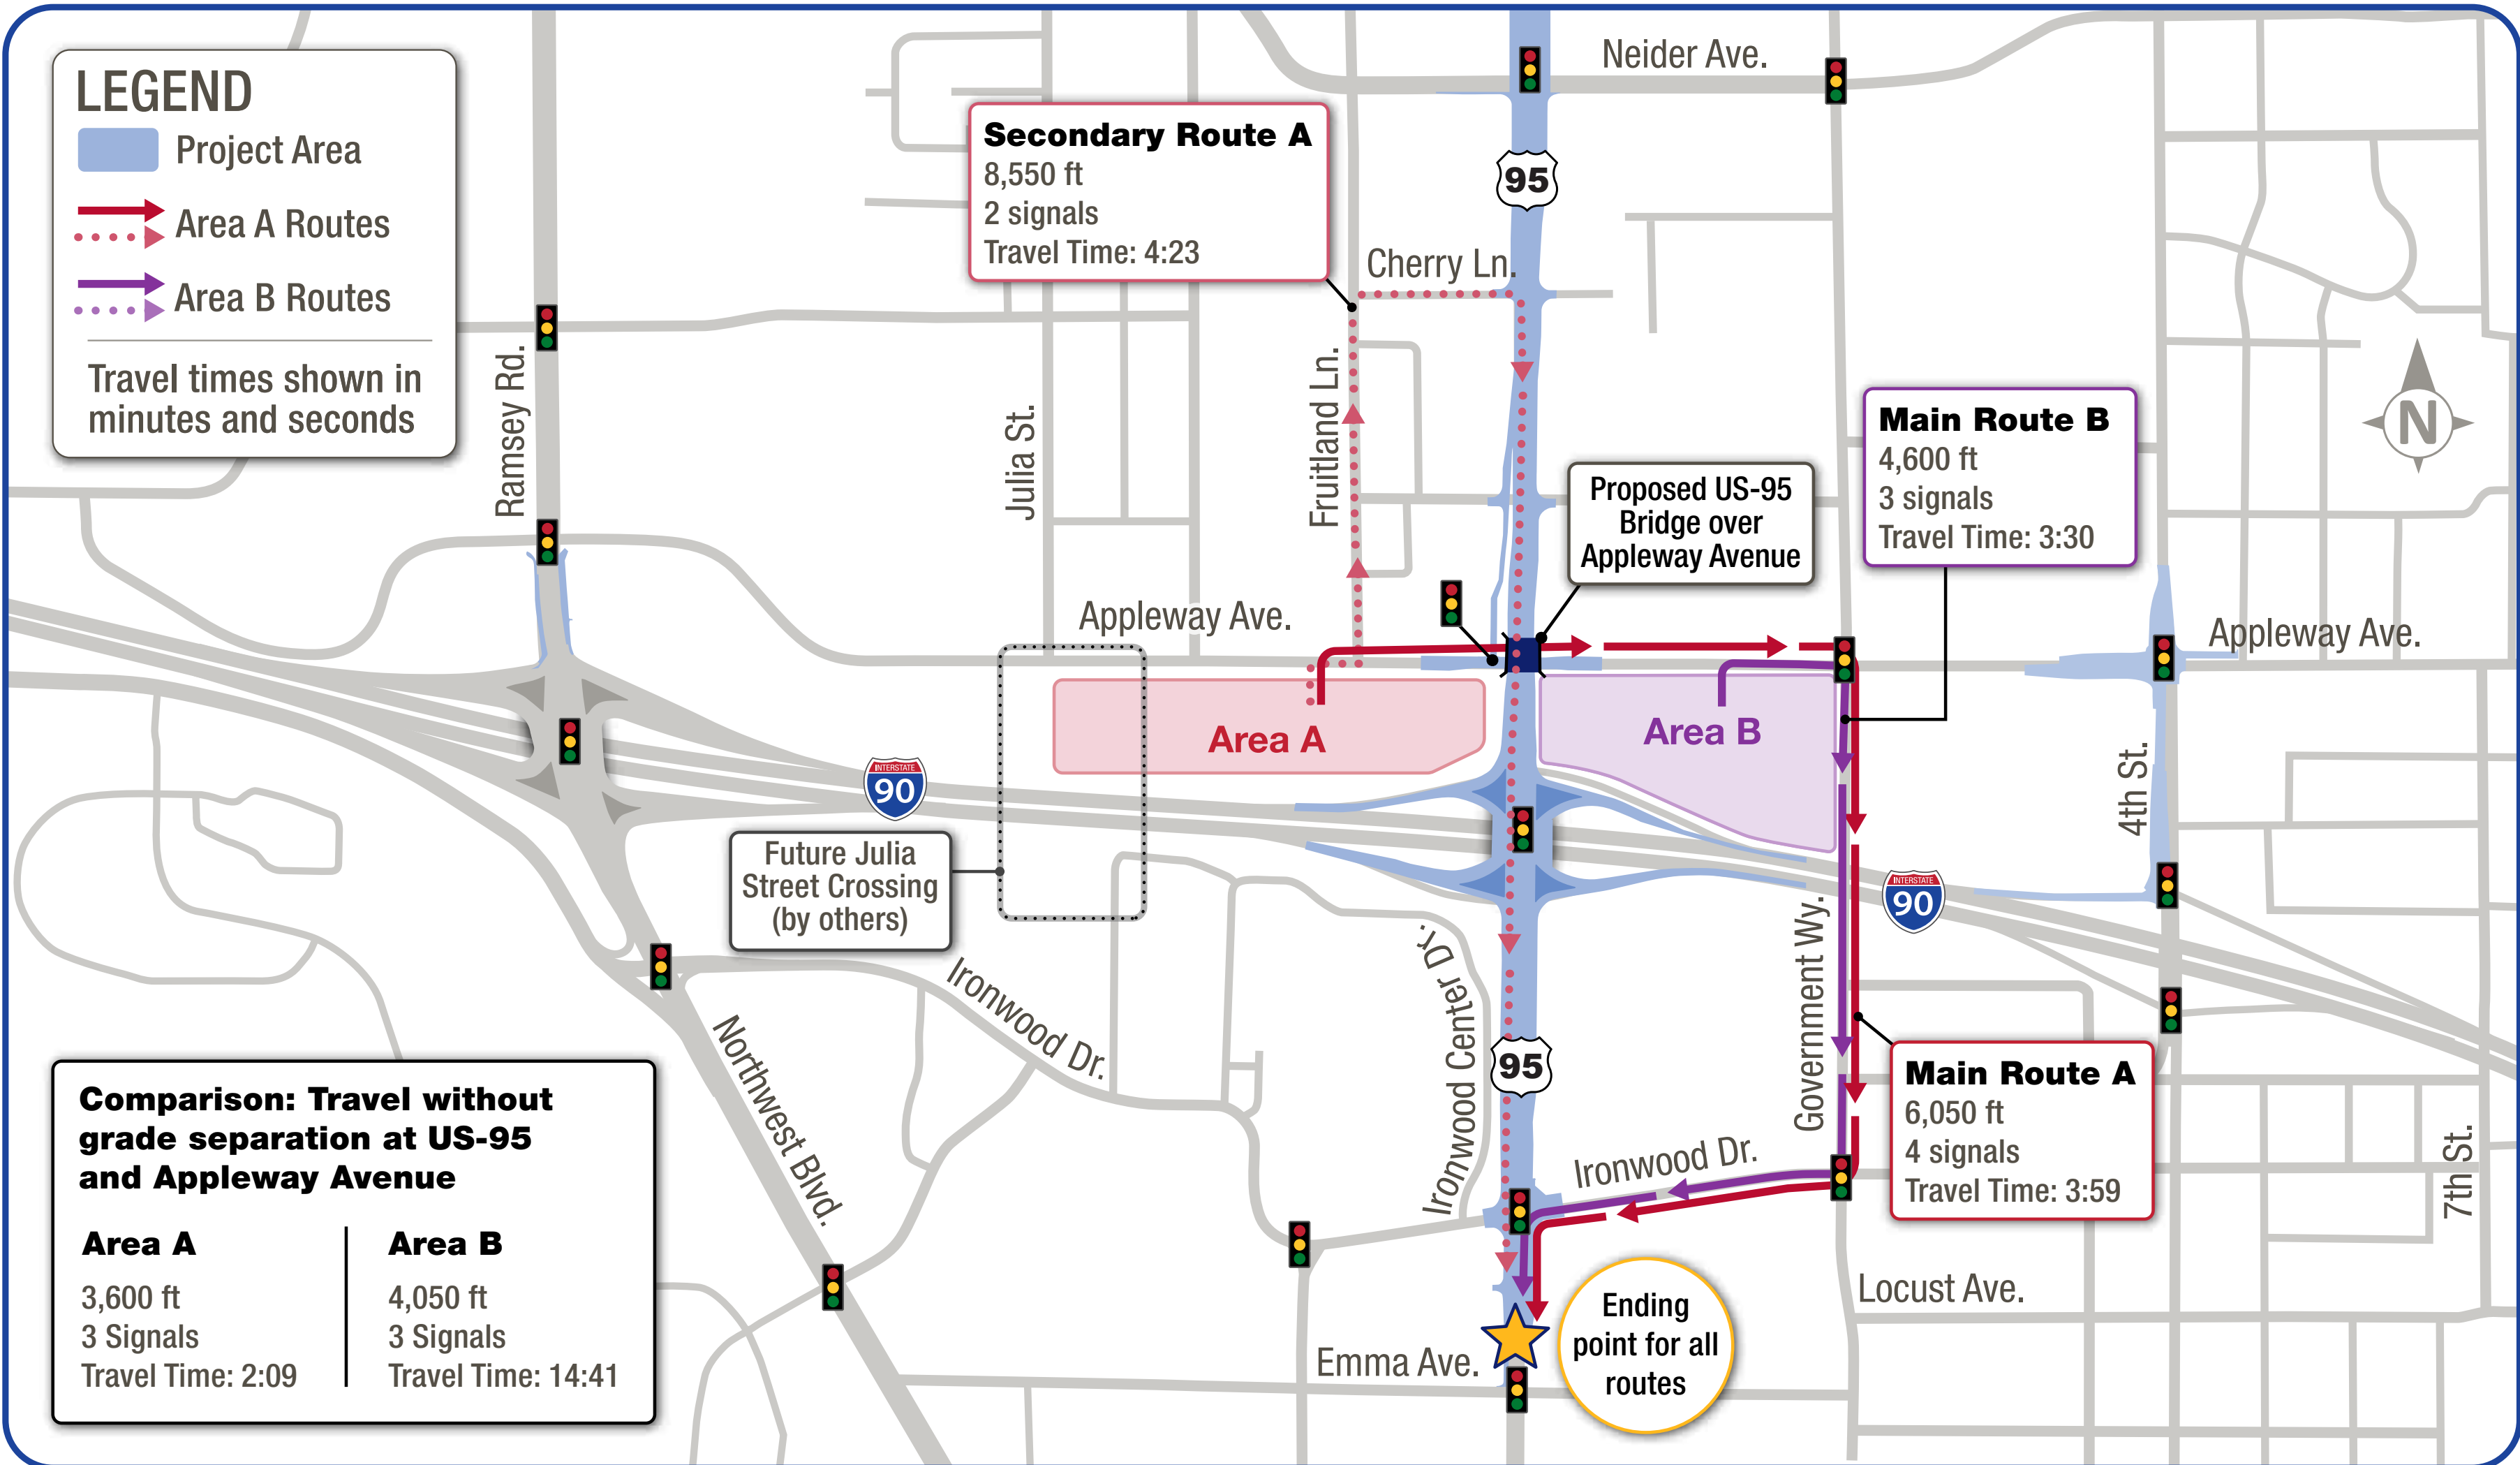 LEGEND
Project Area
Area A Routes
Area B Routes
Travel times shown in
minutes and seconds
Neider Ave.
Secondary Route A
8,550 ft
2 signals
Travel Time: 4:23
95
Cherry Ln.
Ramsey Rd.
Julia St.
Fruitland Ln.
Main Route B
4,600 ft
3 signals
Travel Time: 3:30
N
Proposed US-95
Bridge over
Appleway Avenue
Appleway Ave.
Appleway Ave.
Area A
Area B
4th St.
INTERSTATE
90
Future Julia
Street Crossing
(by others)
INTERSTATE
90
Government Wy.
Ironwood Center Dr.
Ironwood Dr.
Northwest Blvd.
95
Main Route A
6,050 ft
4 signals
Travel Time: 3:59
Ironwood Dr.
7th St.
Comparison: Travel without
grade separation at US-95
and Appleway Avenue
Area A
3,600 ft
3 Signals
Travel Time: 2:09
Area B
4,050 ft
3 Signals
Travel Time: 14:41
Locust Ave.
Ending
point for all
routes
Emma Ave.